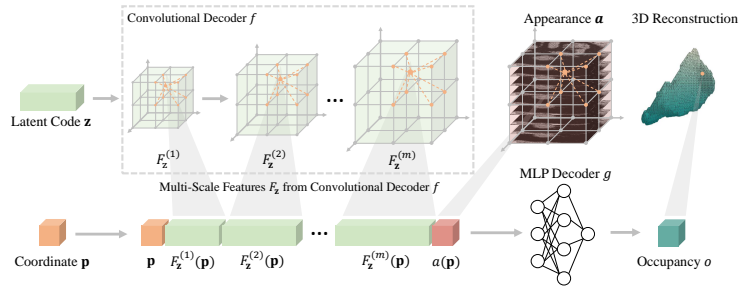 Convolutional Decoder f
Appearance a
3D Reconstruction
Latent Code z
...
F_z^(1)
F_z^(2)
F_z^(m)
Multi-Scale Features F_z from Convolutional Decoder f
MLP Decoder g
...
Coordinate p
p
F_z^(1)(p)
F_z^(2)(p)
F_z^(m)(p)
a(p)
Occupancy o